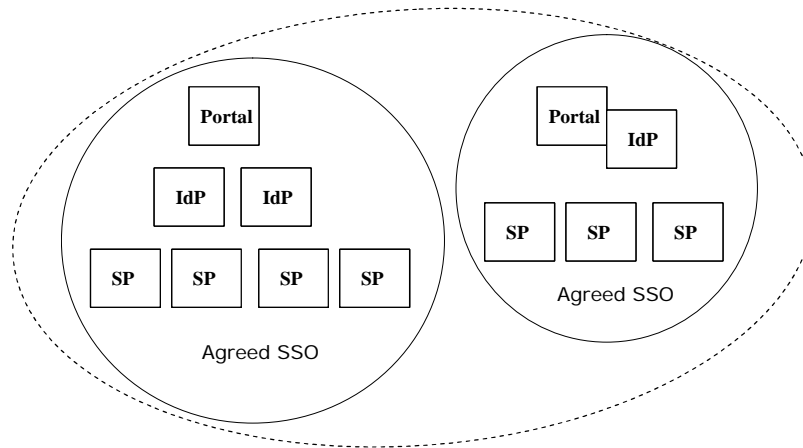 Portal
IdP IdP
SP SP SP SP
Agreed SSO
Portal
IdP
SP SP SP
Agreed SSO